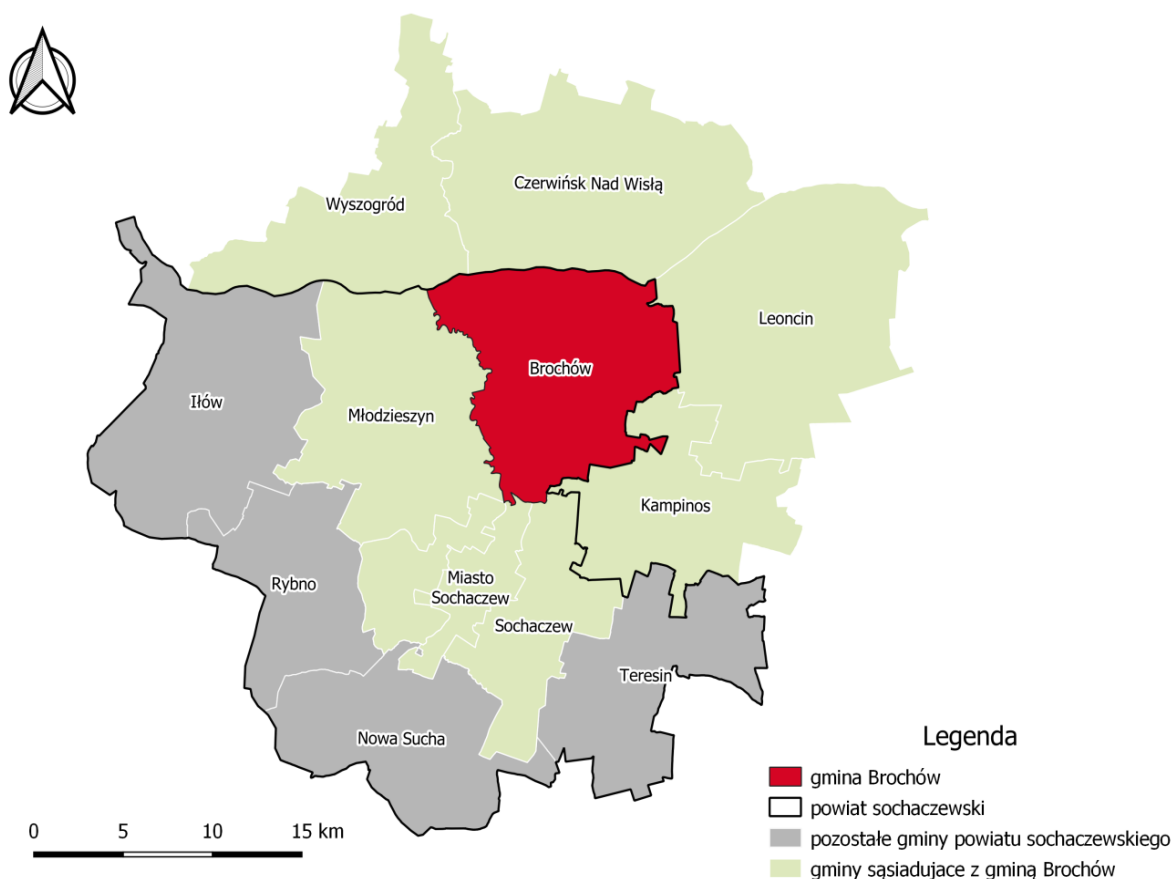 Czerwińsk Nad Wisłą
Wyszogród
Leoncin
Brochów
Iłów
Młodzieszyn
Kampinos
Rybno
Miasto
Sochaczew
Sochaczew
Teresin
Nowa Sucha
Legenda
gmina Brochów
powiat sochaczewski
pozostałe gminy powiatu sochaczewskiego
gminy sąsiadujące z gminą Brochów
0 5 10 15 km